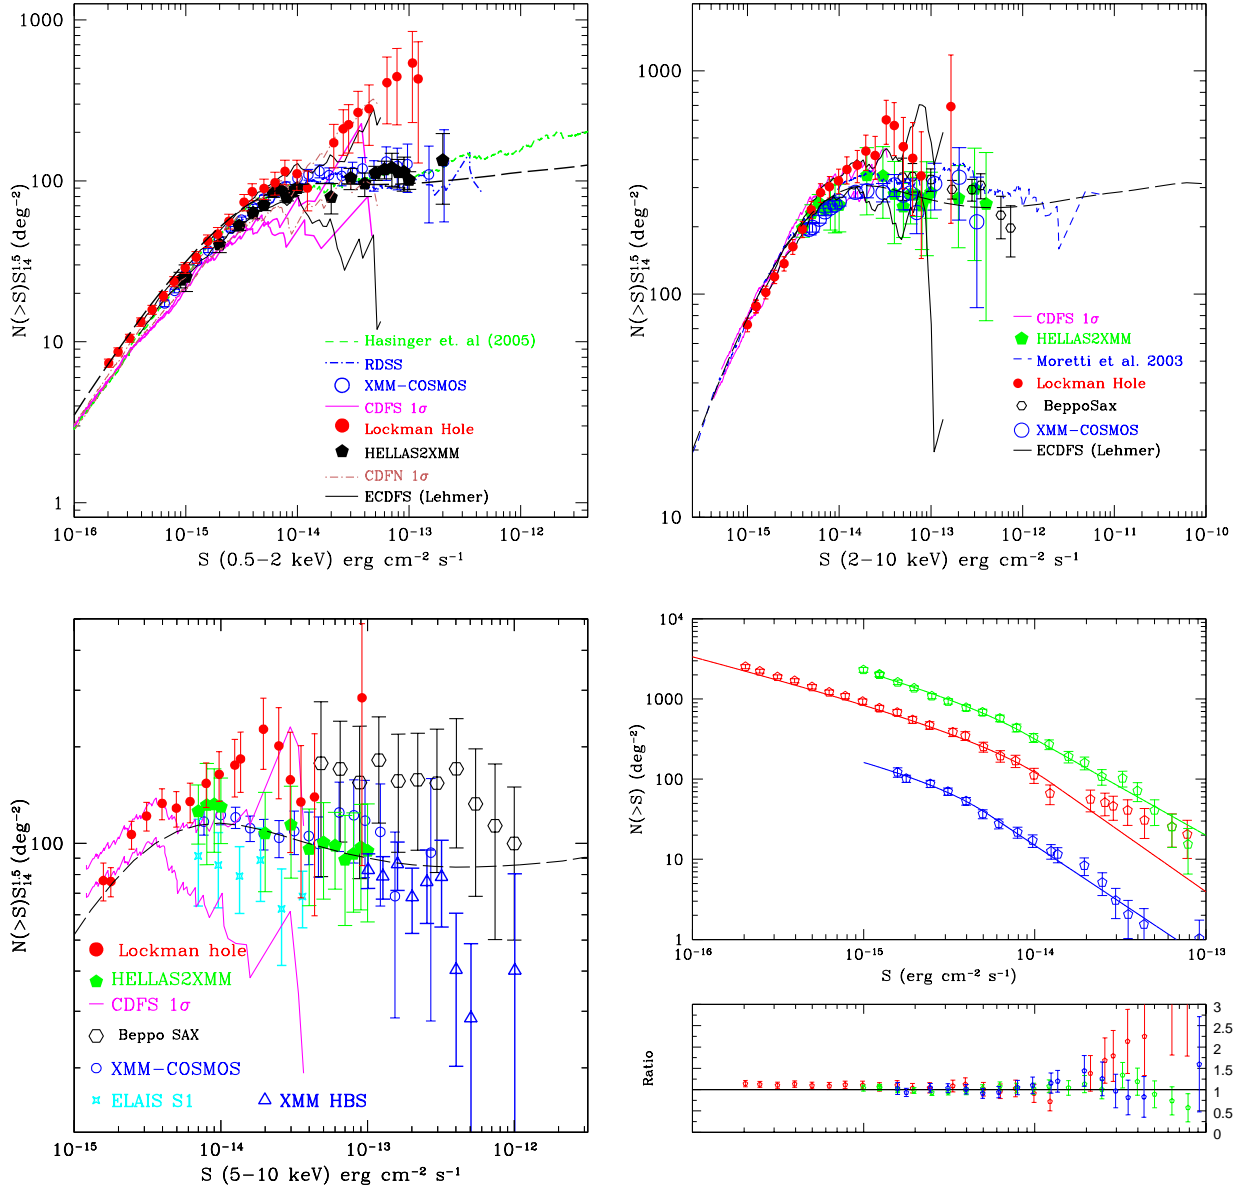 1000
100
10
1
N(>S)S₁₄^1.5 (deg⁻²)
Hasinger et. al (2005)
RDSS
XMM−COSMOS
CDFS 1σ
Lockman Hole
HELLAS2XMM
CDFN 1σ
ECDFS (Lehmer)
10⁻¹⁶ 10⁻¹⁵ 10⁻¹⁴ 10⁻¹³ 10⁻¹²
S (0.5−2 keV) erg cm⁻² s⁻¹
1000
100
10
N(>S)S₁₄^1.5 (deg⁻²)
CDFS 1σ
HELLAS2XMM
Moretti et al. 2003
Lockman Hole
BeppoSax
XMM−COSMOS
ECDFS (Lehmer)
10⁻¹⁵ 10⁻¹⁴ 10⁻¹³ 10⁻¹² 10⁻¹¹ 10⁻¹⁰
S (2−10 keV) erg cm⁻² s⁻¹
100
N(>S)S₁₄^1.5 (deg⁻²)
Lockman hole
HELLAS2XMM
CDFS 1σ
Beppo SAX
XMM−COSMOS
ELAIS S1
XMM HBS
10⁻¹⁵ 10⁻¹⁴ 10⁻¹³ 10⁻¹²
S (5−10 keV) erg cm⁻² s⁻¹
10⁴
1000
100
10
1
N(>S) (deg⁻²)
10⁻¹⁶ 10⁻¹⁵ 10⁻¹⁴ 10⁻¹³
S (erg cm⁻² s⁻¹)
Ratio
3
2.5
2
1.5
1
0.5
0